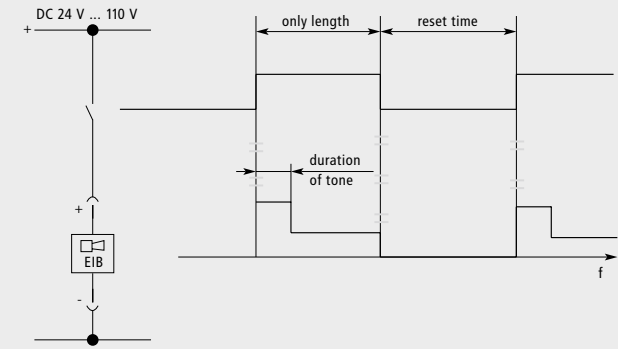 DC 24 V ... 110 V
+
only length
reset time
duration
of tone
+
EIB
-
f